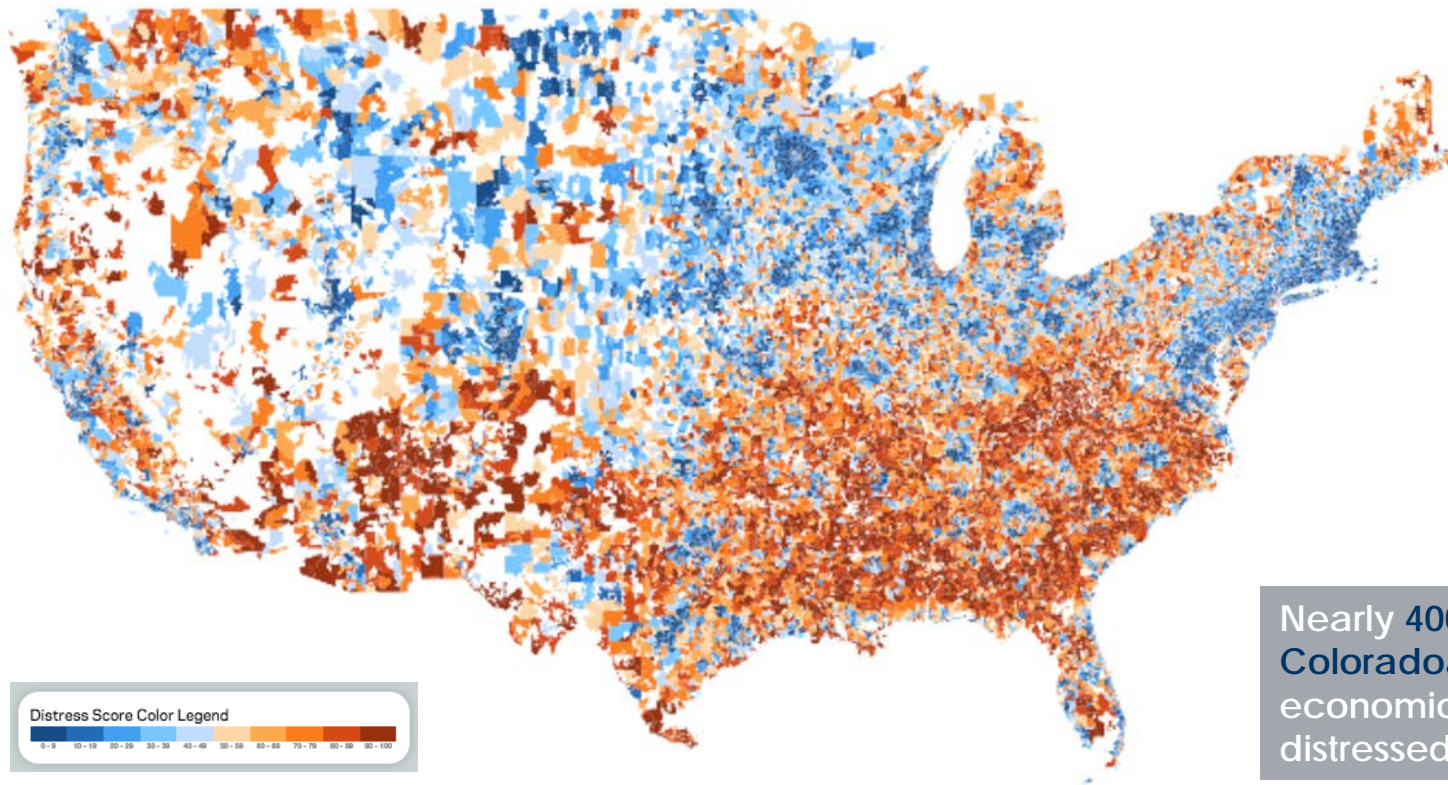 Distress Score Color Legend
0 - 9 10 - 19 20 - 29 30 - 39 40 - 49 50 - 59 60 - 69 70 - 79 80 - 89 90 - 100
Nearly 400
Colorado
economic
distressed